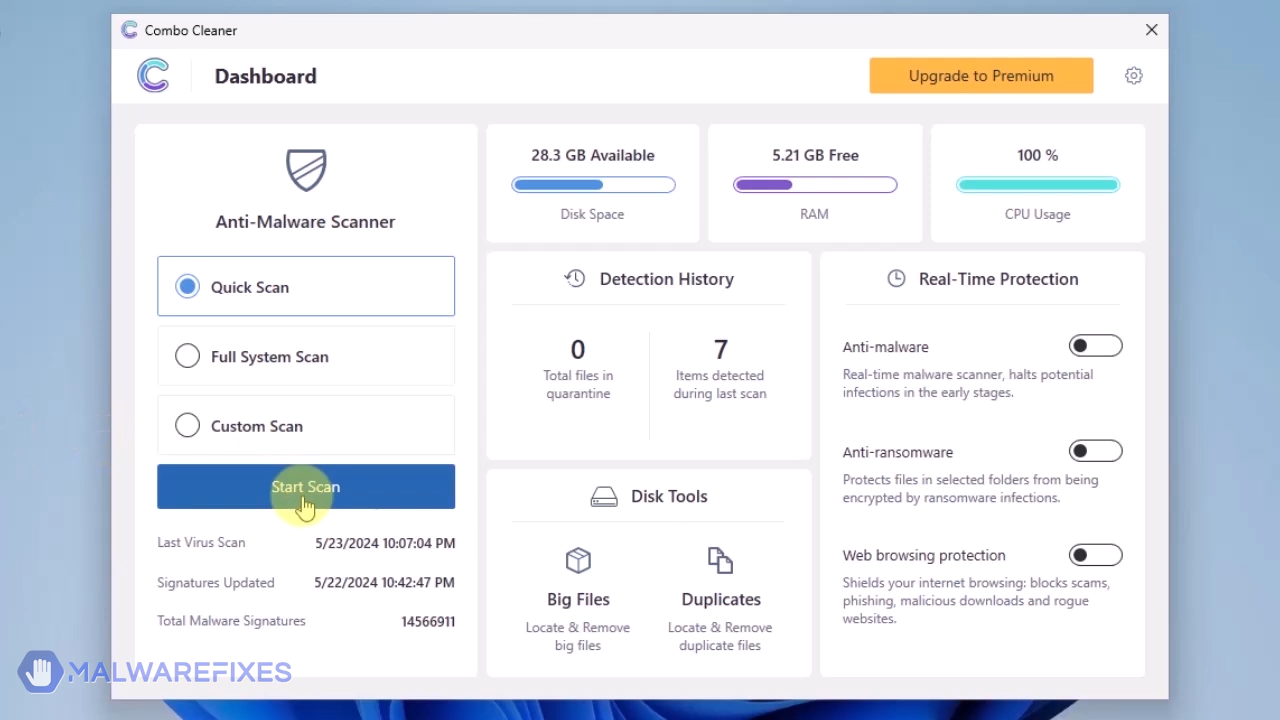 Combo Cleaner
Dashboard
Upgrade to Premium
Anti-Malware Scanner
Quick Scan
Full System Scan
Custom Scan
Start Scan
Last Virus Scan 5/23/2024 10:07:04 PM
Signatures Updated 5/22/2024 10:42:47 PM
Total Malware Signatures 14566911
28.3 GB Available
Disk Space
5.21 GB Free
RAM
100 %
CPU Usage
Detection History
0
Total files in
quarantine
7
Items detected
during last scan
Disk Tools
Big Files
Locate & Remove
big files
Duplicates
Locate & Remove
duplicate files
Real-Time Protection
Anti-malware
Real-time malware scanner, halts potential
infections in the early stages.
Anti-ransomware
Protects files in selected folders from being
encrypted by ransomware infections.
Web browsing protection
Shields your internet browsing: blocks scams,
phishing, malicious downloads and rogue
websites.
MALWAREFIXES